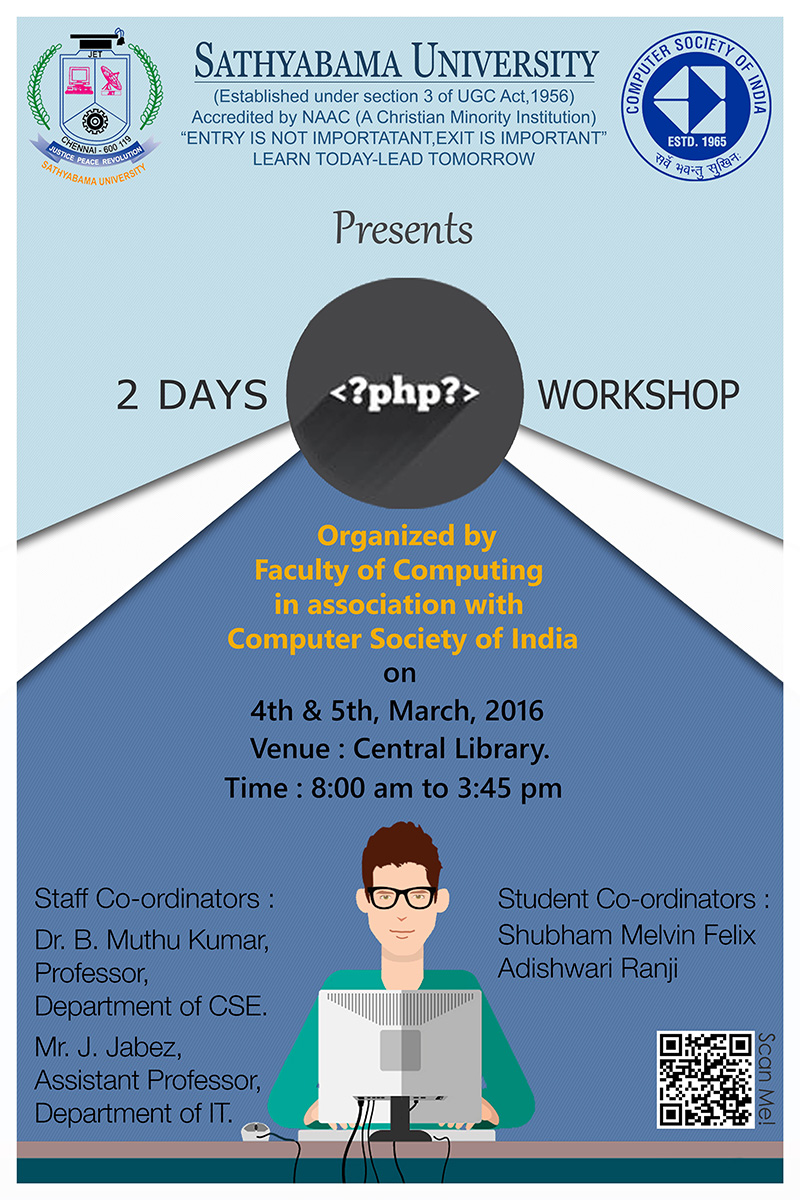 JET
CHENNAI - 600 119
JUSTICE PEACE REVOLUTION
SATHYABAMA UNIVERSITY
SATHYABAMA UNIVERSITY
(Established under section 3 of UGC Act,1956)
Accredited by NAAC (A Christian Minority Institution)
“ENTRY IS NOT IMPORTATANT,EXIT IS IMPORTANT”
LEARN TODAY-LEAD TOMORROW
COMPUTER SOCIETY OF INDIA
ESTD. 1965
सर्वे भवन्तु सुखिनः
Presents
2 DAYS <?php?> WORKSHOP
Organized by
Faculty of Computing
in association with
Computer Society of India
on
4th & 5th, March, 2016
Venue : Central Library.
Time : 8:00 am to 3:45 pm
Staff Co-ordinators :
Dr. B. Muthu Kumar,
Professor,
Department of CSE.
Mr. J. Jabez,
Assistant Professor,
Department of IT.
Student Co-ordinators :
Shubham Melvin Felix
Adishwari Ranji
Scan Me!